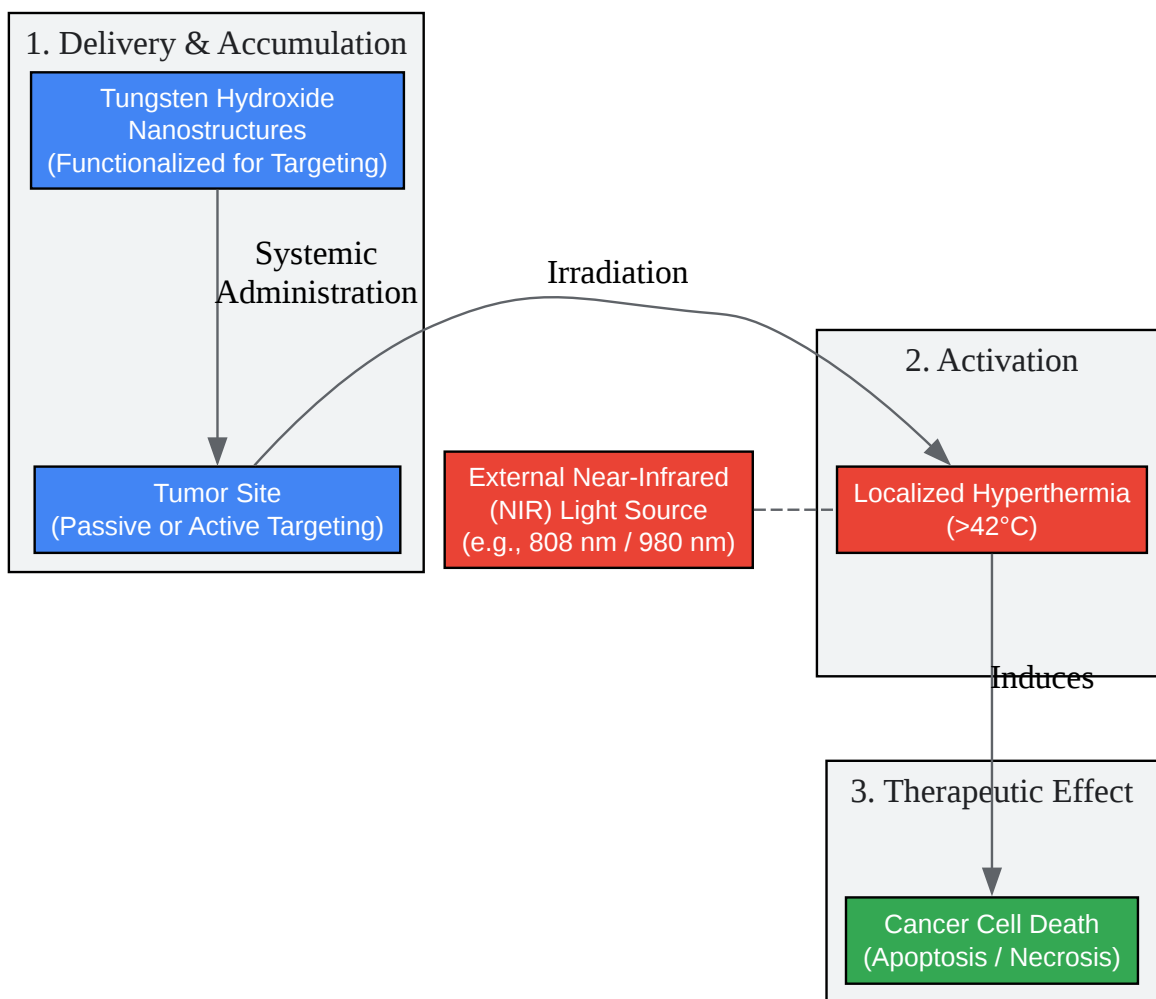 1. Delivery & Accumulation
Tungsten Hydroxide
Nanostructures
(Functionalized for Targeting)
Systemic
Administration
Irradiation
Tumor Site
(Passive or Active Targeting)
External Near-Infrared
(NIR) Light Source
(e.g., 808 nm / 980 nm)
2. Activation
Localized Hyperthermia
(>42°C)
Induces
3. Therapeutic Effect
Cancer Cell Death
(Apoptosis / Necrosis)